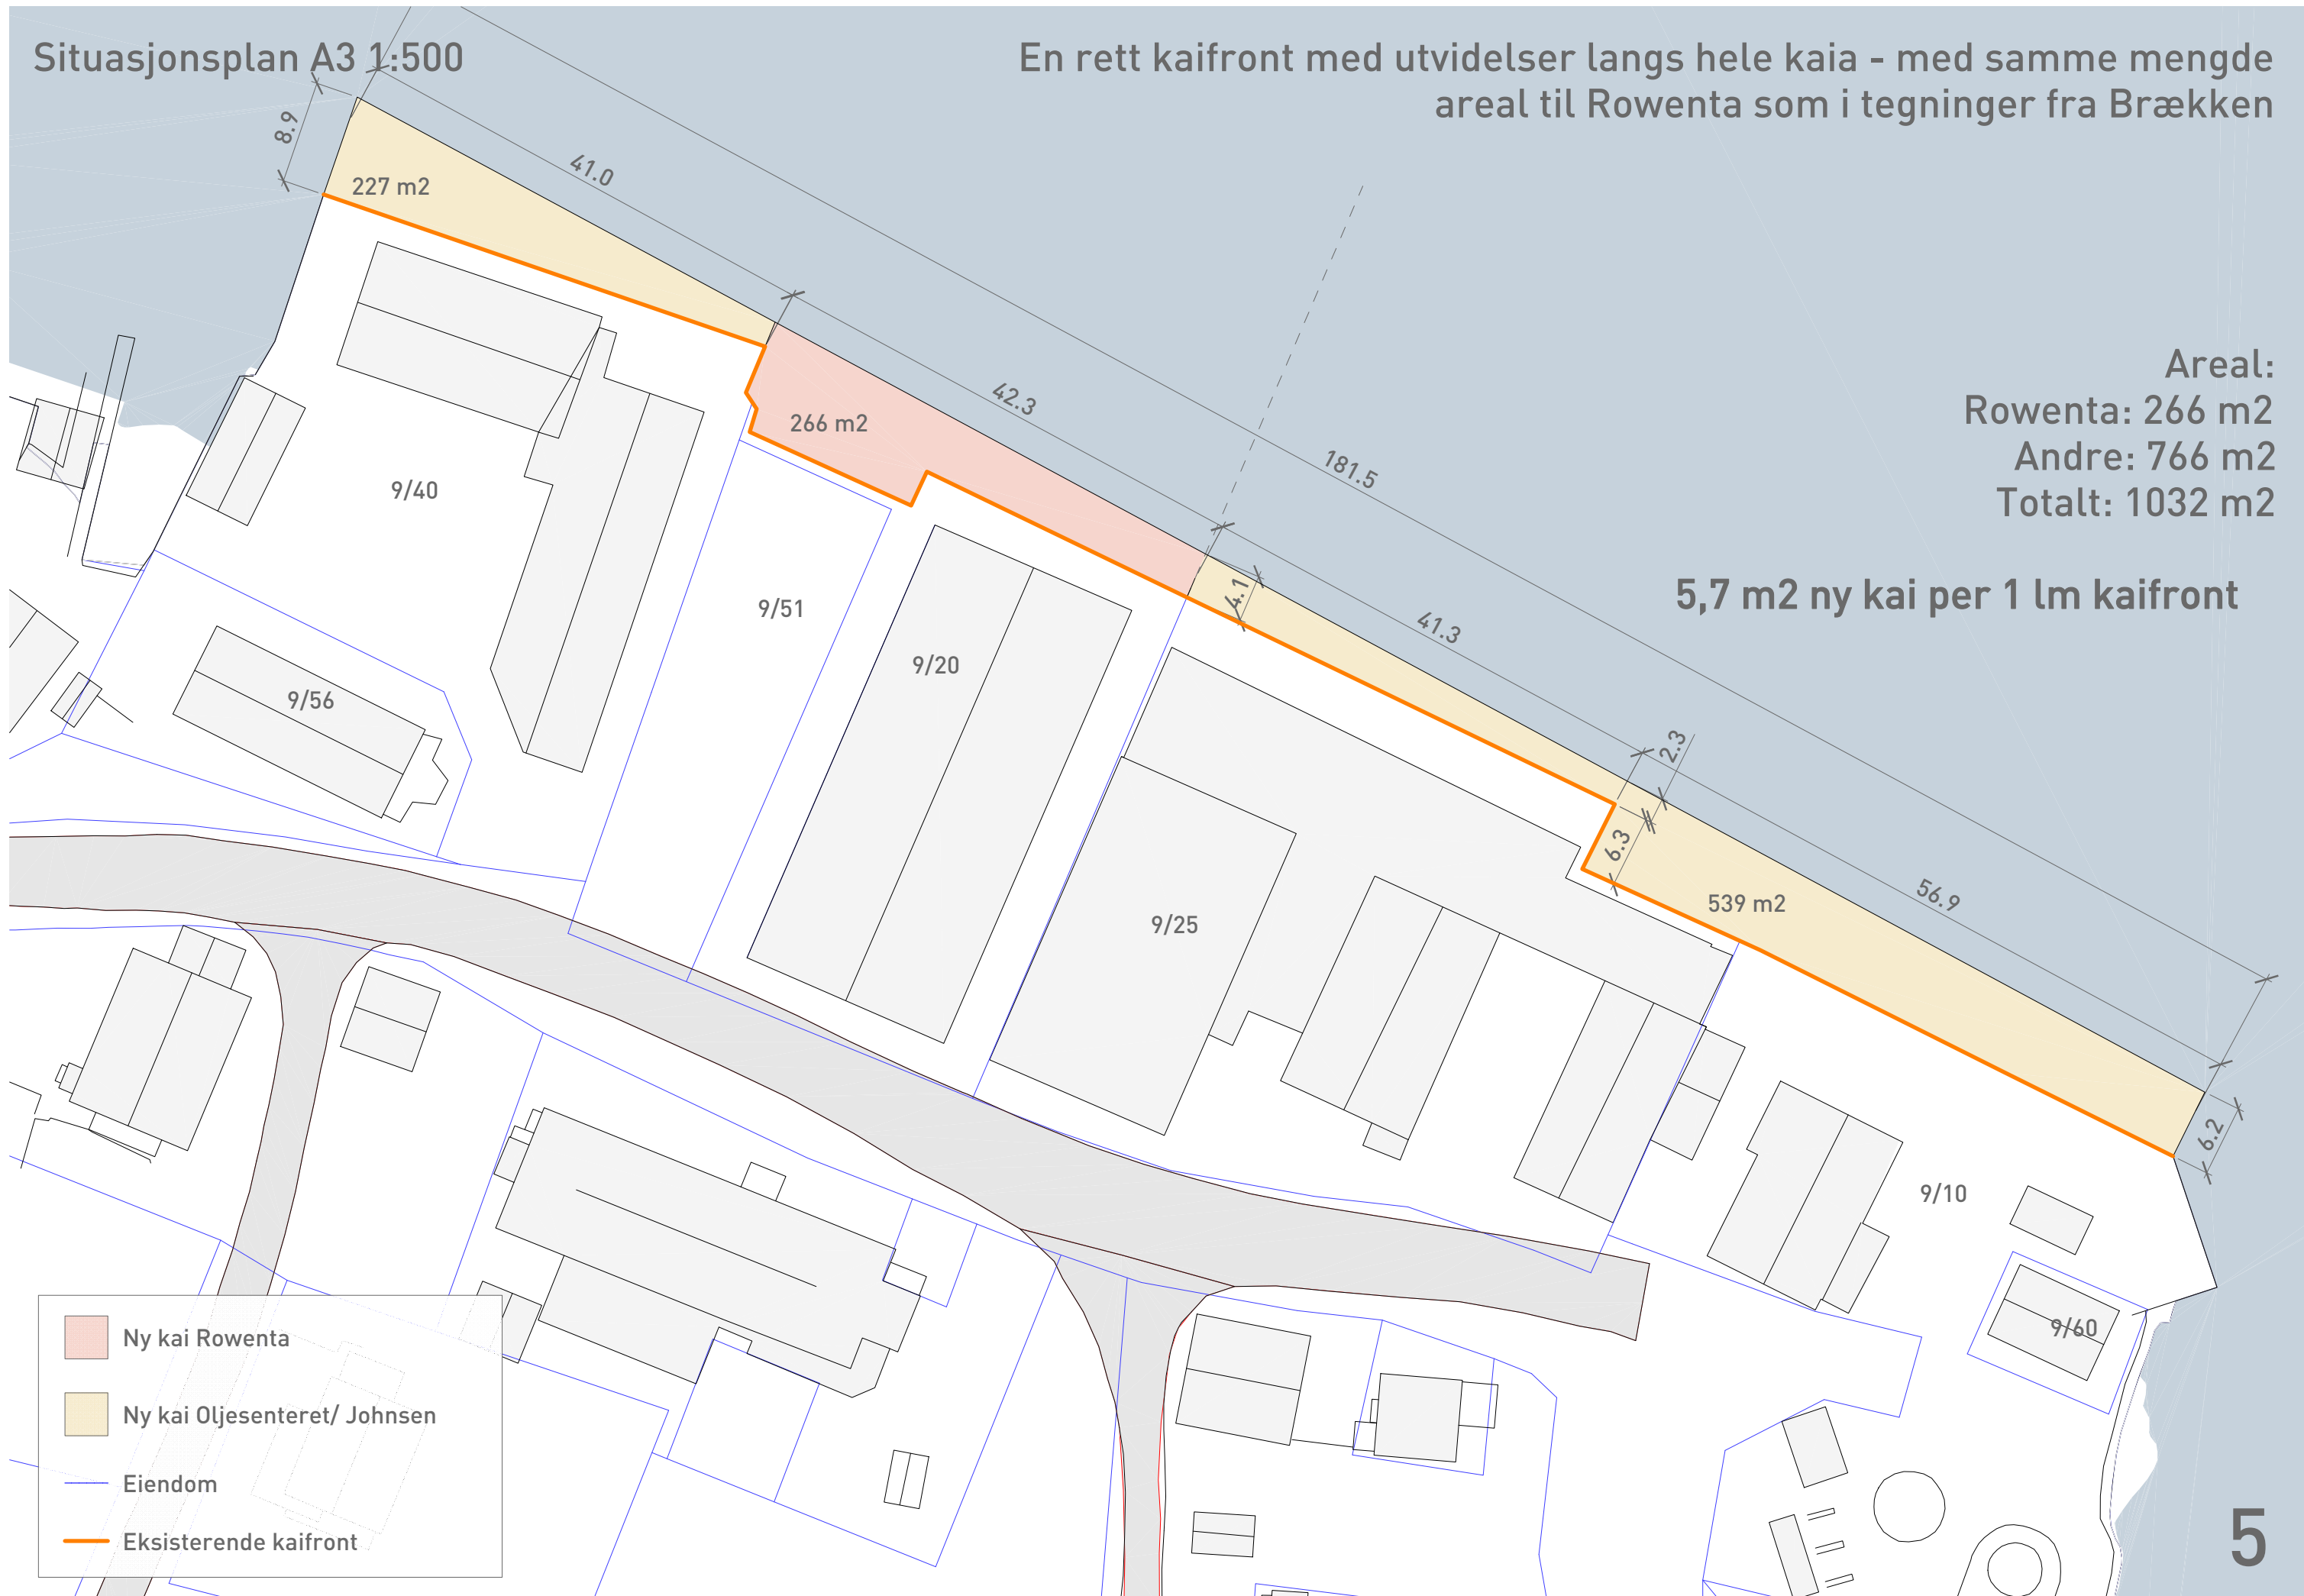 Situasjonsplan A3 1:500
En rett kaifront med utvidelser langs hele kaia - med samme mengde
areal til Rowenta som i tegninger fra Brækken
8.9
227 m2
41.0
266 m2
42.3
181.5
Areal:
Rowenta: 266 m2
Andre: 766 m2
Totalt: 1032 m2
5,7 m2 ny kai per 1 lm kaifront
4.1
41.3
2.3
6.3
539 m2
56.9
6.2
9/40
9/51
9/20
9/56
9/25
9/10
9/60
Ny kai Rowenta
Ny kai Oljesenteret/ Johnsen
Eiendom
Eksisterende kaifront
5